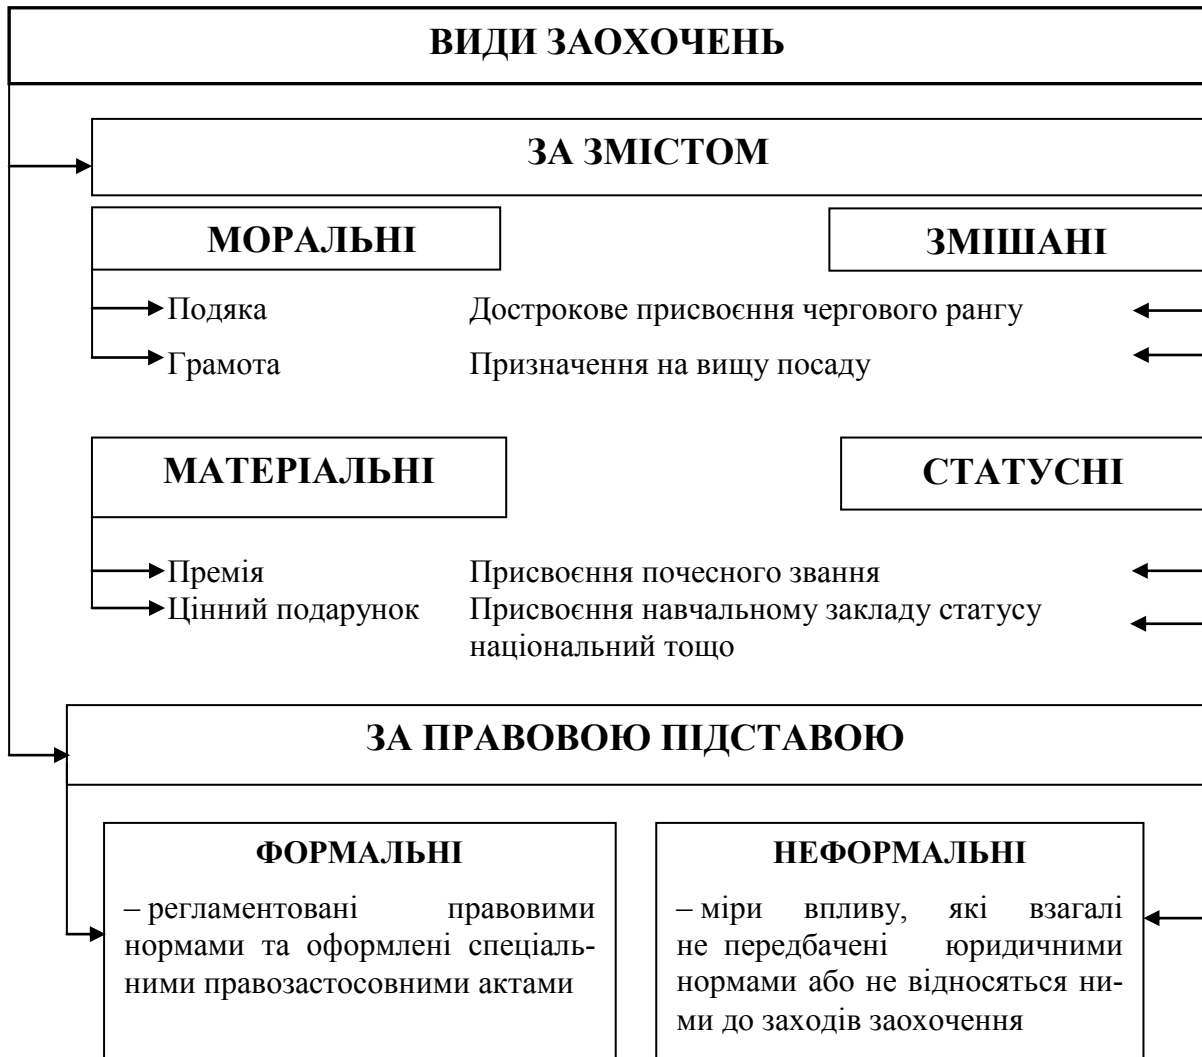 ВИДИ ЗАОХОЧЕНЬ
ЗА ЗМІСТОМ
МОРАЛЬНІ
ЗМІШАНІ
Подяка
Дострокове присвоєння чергового рангу
Грамота
Призначення на вищу посаду
МАТЕРІАЛЬНІ
СТАТУСНІ
Премія
Присвоєння почесного звання
Цінний подарунок
Присвоєння навчальному закладу статусу
національний тощо
ЗА ПРАВОВОЮ ПІДСТАВОЮ
ФОРМАЛЬНІ
– регламентовані правовими
нормами та оформлені спеціаль-
ними правозастосовними актами
НЕФОРМАЛЬНІ
– міри впливу, які взагалі
не передбачені юридичними
нормами або не відносяться ни-
ми до заходів заохочення